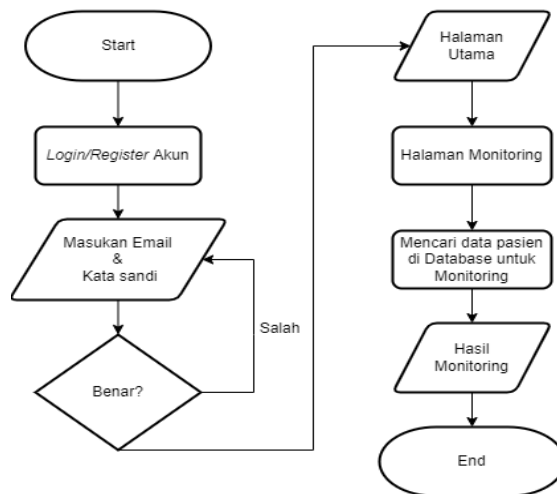 Start
Login/Register Akun
Masukan Email
&
Kata sandi
Salah
Benar?
Halaman
Utama
Halaman Monitoring
Mencari data pasien
di Database untuk
Monitoring
Hasil
Monitoring
End